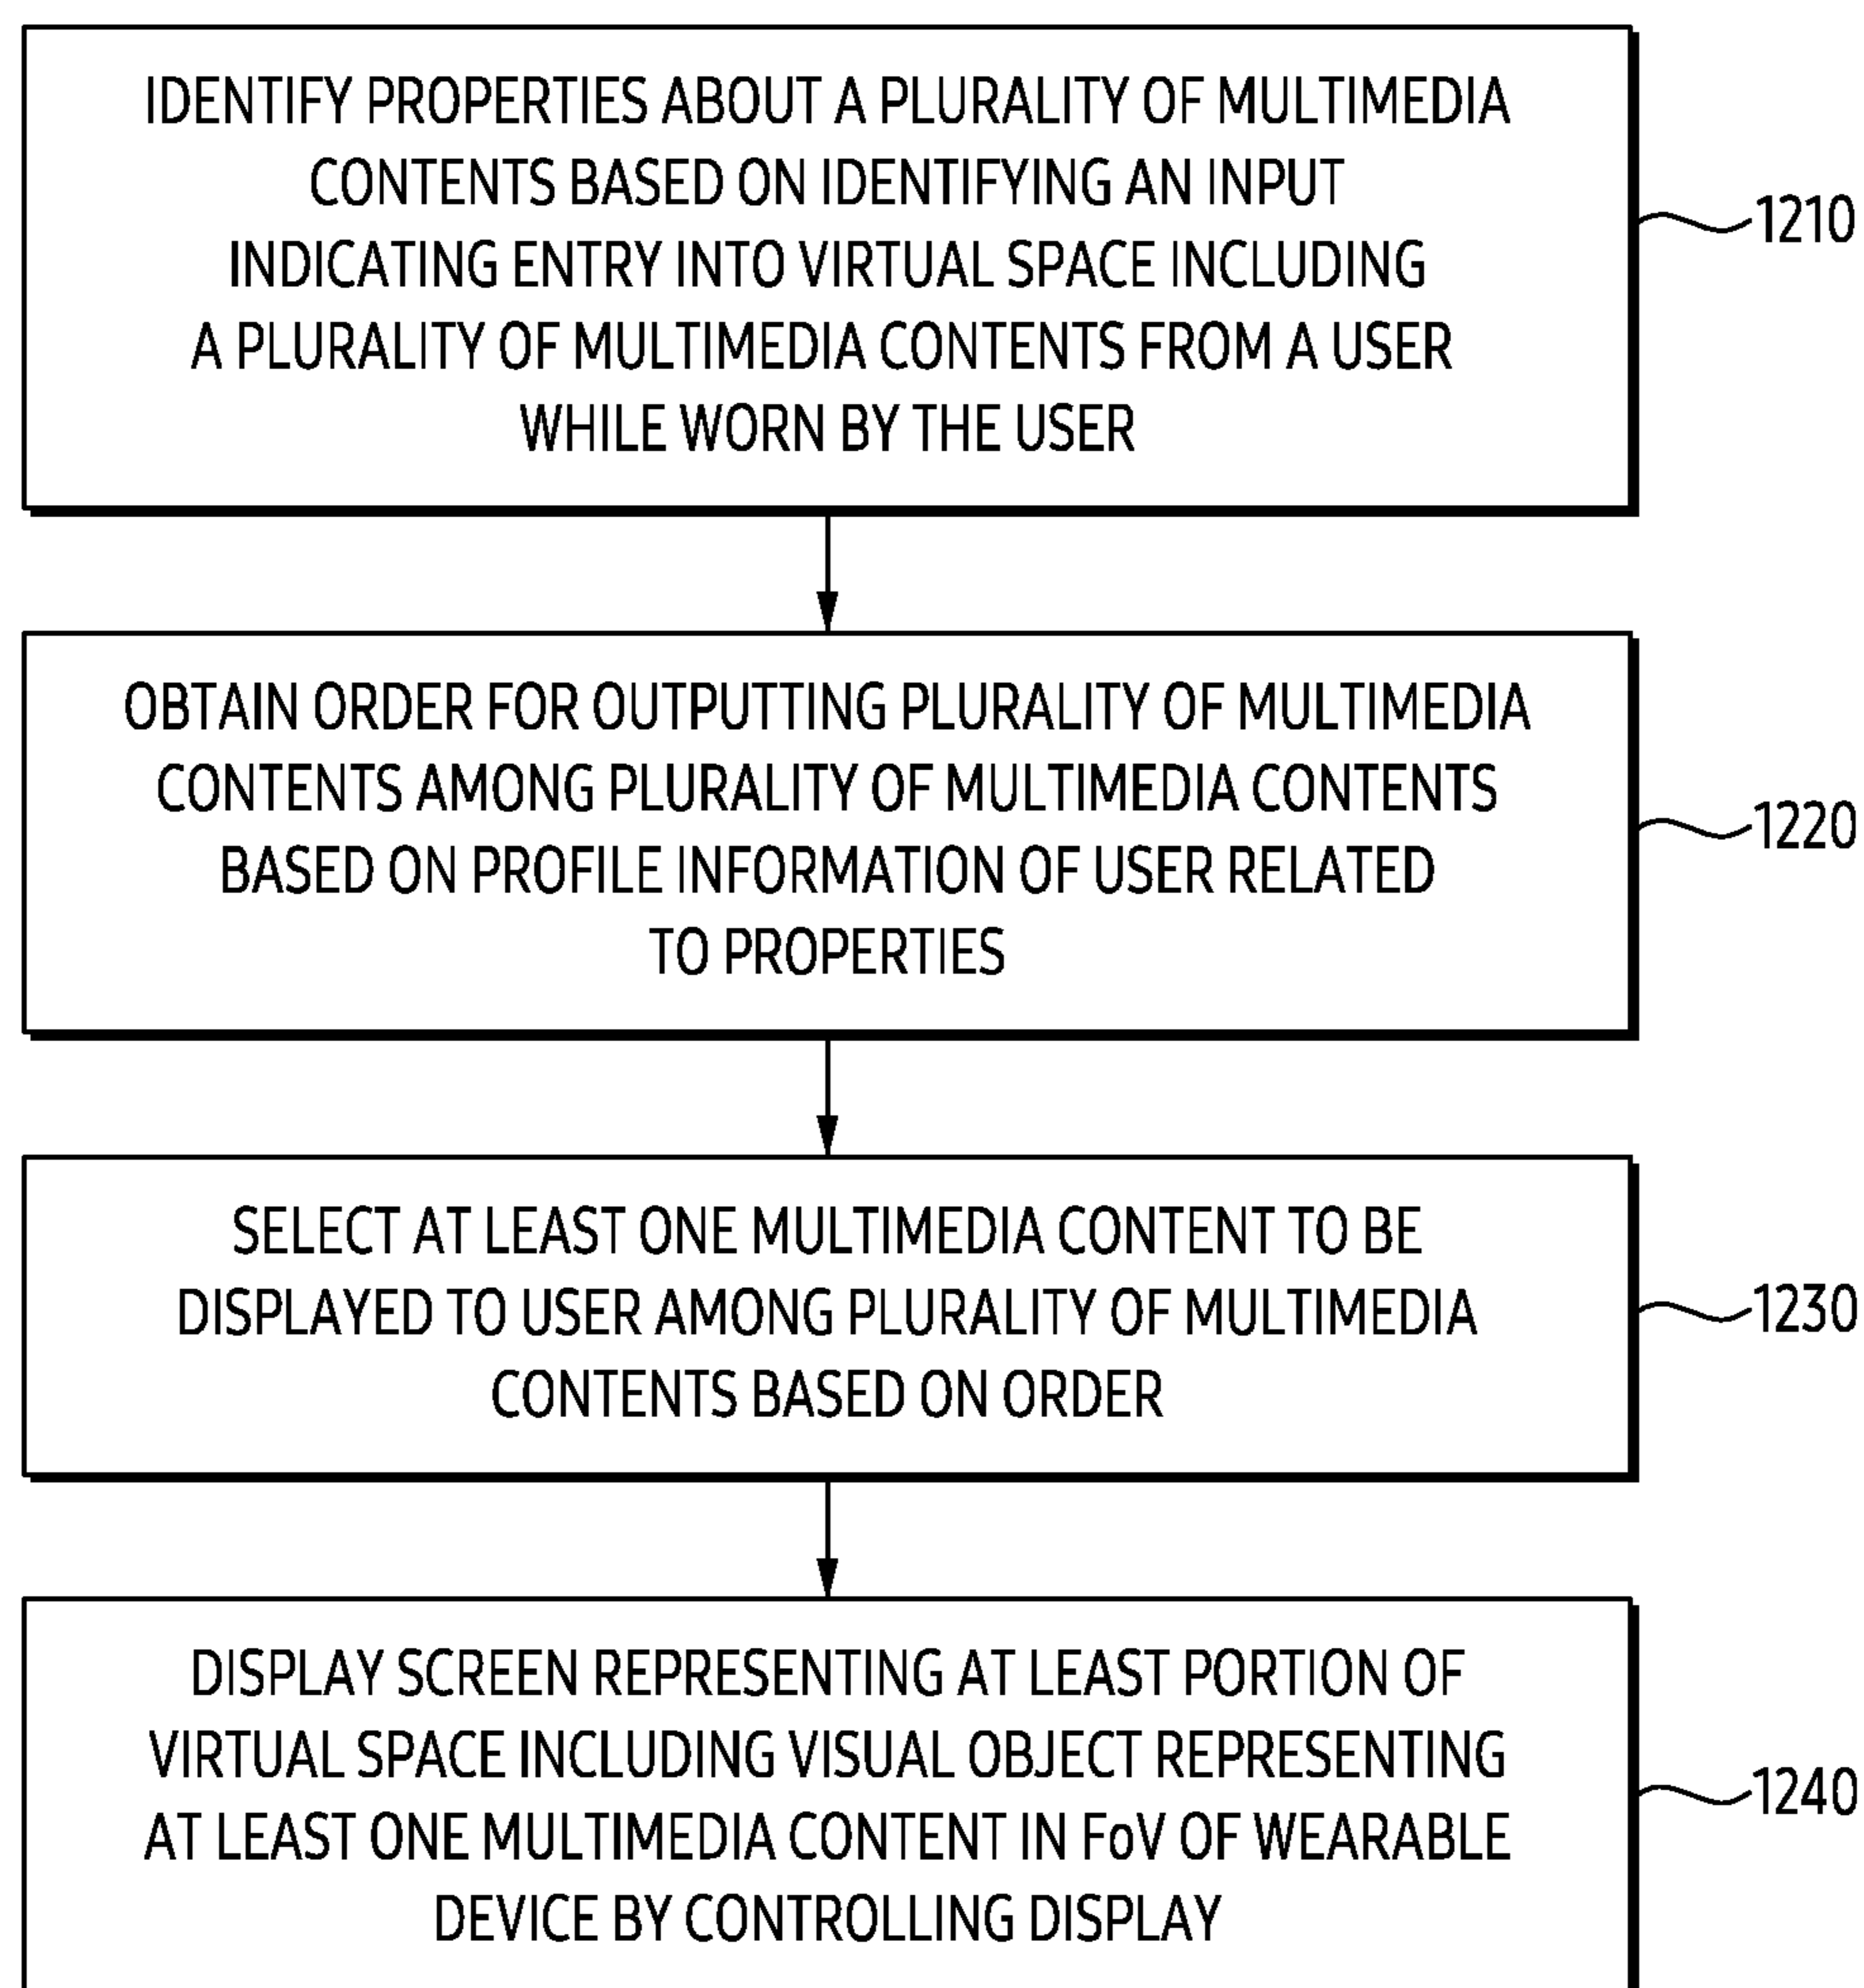 IDENTIFY PROPERTIES ABOUT A PLURALITY OF MULTIMEDIA
CONTENTS BASED ON IDENTIFYING AN INPUT
INDICATING ENTRY INTO VIRTUAL SPACE INCLUDING
A PLURALITY OF MULTIMEDIA CONTENTS FROM A USER
WHILE WORN BY THE USER
1210
OBTAIN ORDER FOR OUTPUTTING PLURALITY OF MULTIMEDIA
CONTENTS AMONG PLURALITY OF MULTIMEDIA CONTENTS
BASED ON PROFILE INFORMATION OF USER RELATED
TO PROPERTIES
1220
SELECT AT LEAST ONE MULTIMEDIA CONTENT TO BE
DISPLAYED TO USER AMONG PLURALITY OF MULTIMEDIA
CONTENTS BASED ON ORDER
1230
DISPLAY SCREEN REPRESENTING AT LEAST PORTION OF
VIRTUAL SPACE INCLUDING VISUAL OBJECT REPRESENTING
AT LEAST ONE MULTIMEDIA CONTENT IN FoV OF WEARABLE
DEVICE BY CONTROLLING DISPLAY
1240